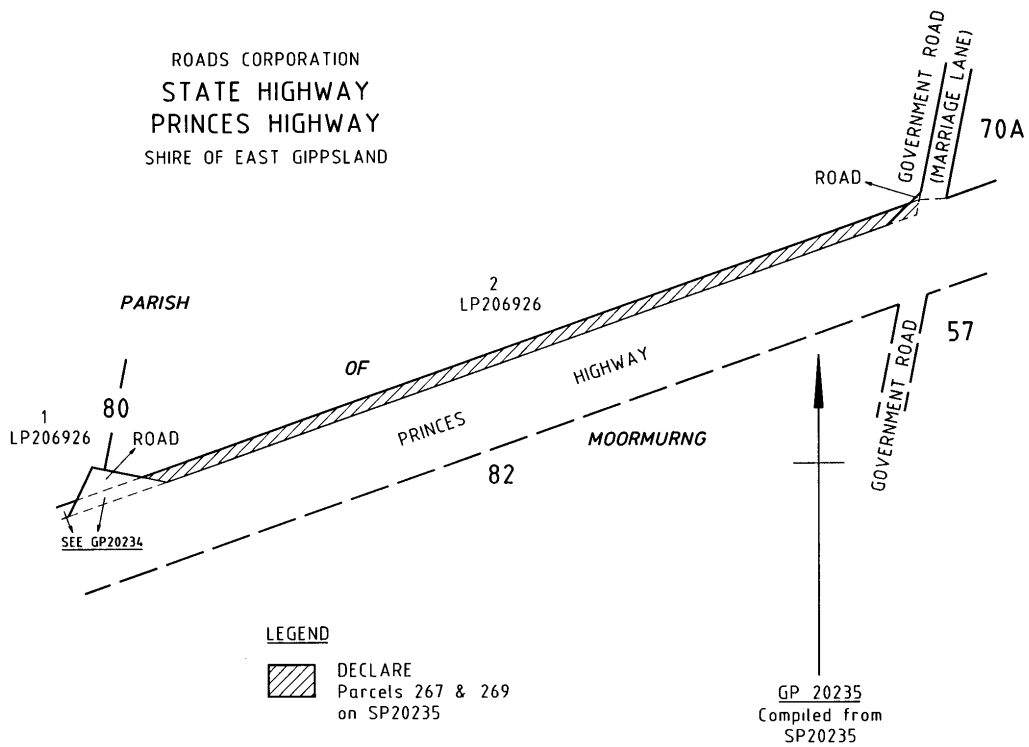 ROADS CORPORATION
STATE HIGHWAY
PRINCES HIGHWAY
SHIRE OF EAST GIPPSLAND
GOVERNMENT ROAD
(MARRIAGE LANE)
70A
ROAD
2
LP206926
PARISH
OF
HIGHWAY
PRINCES
57
GOVERNMENT ROAD
1
LP206926
80
ROAD
MOORMURNG
82
SEE GP20234
LEGEND
DECLARE
Parcels 267 & 269
on SP20235
GP 20235
Compiled from
SP20235